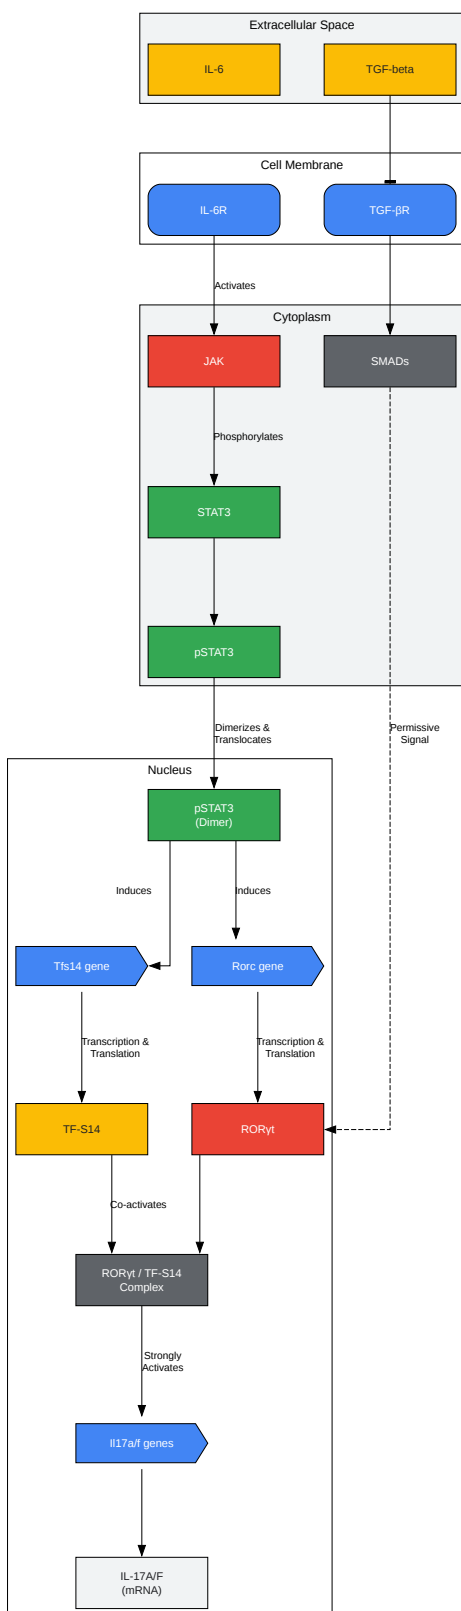 Extracellular Space
IL-6
TGF-beta
Cell Membrane
IL-6R
TGF-βR
Activates
Cytoplasm
JAK
SMADs
Phosphorylates
STAT3
pSTAT3
Dimerizes &
Translocates
Permissive
Signal
Nucleus
pSTAT3
(Dimer)
Induces
Induces
Tfs14 gene
Rorc gene
Transcription &
Translation
Transcription &
Translation
TF-S14
RORγt
Co-activates
RORγt / TF-S14
Complex
Strongly
Activates
Il17a/f genes
IL-17A/F
(mRNA)